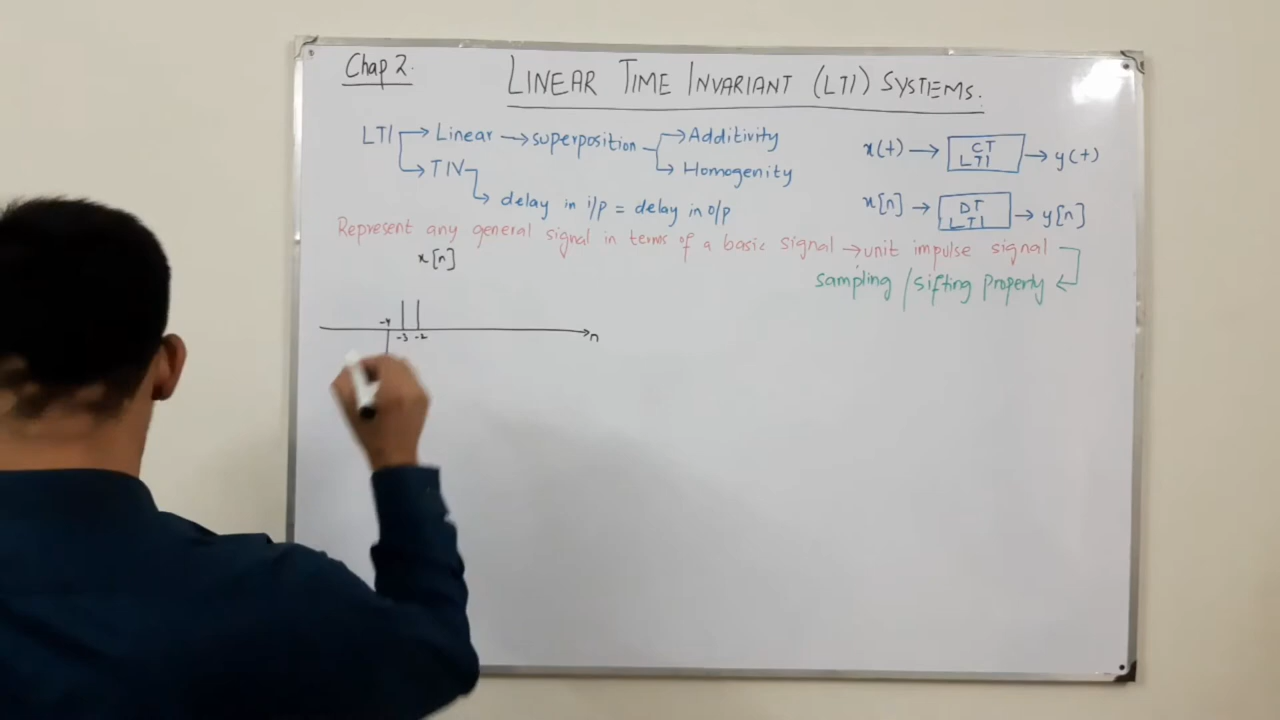 Chap 2.
LINEAR TIME INVARIANT (LTI) SYSTEMS.
LTI → Linear → superposition → Additivity
→ Homogenity
→ TIV
→ delay in i/p = delay in o/p
x(t) → CT LTI → y(t)
x[n] → DT LTI → y[n]
Represent any general signal in terms of a basic signal → unit impulse signal
sampling / sifting property
x[n]
-4
-3 -2
n